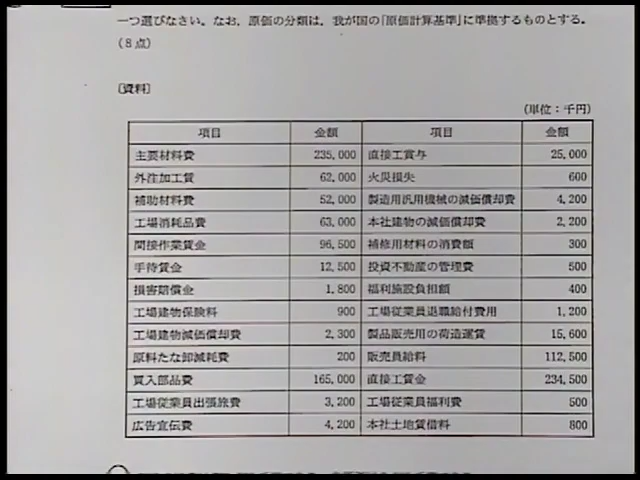 一つ選びなさい。なお、原価の分類は、我が国の「原価計算基準」に準拠するものとする。
(8点)
〔資料〕
(単位：千円)
項目 金額 項目 金額
主要材料費 235,000 直接工賞与 25,000
外注加工賃 62,000 火災損失 600
補助材料費 52,000 製造用汎用機械の減価償却費 4,200
工場消耗品費 63,000 本社建物の減価償却費 2,200
間接作業賃金 96,500 補修用材料の消費額 300
手待賃金 12,500 投資不動産の管理費 500
損害賠償金 1,800 福利施設負担額 400
工場建物保険料 900 工場従業員退職給付費用 1,200
工場建物減価償却費 2,300 製品販売用の荷造運賃 15,600
原料たな卸減耗費 200 販売員給料 112,500
買入部品費 165,000 直接工賃金 234,500
工場従業員出張旅費 3,200 工場従業員福利費 500
広告宣伝費 4,200 本社土地賃借料 800